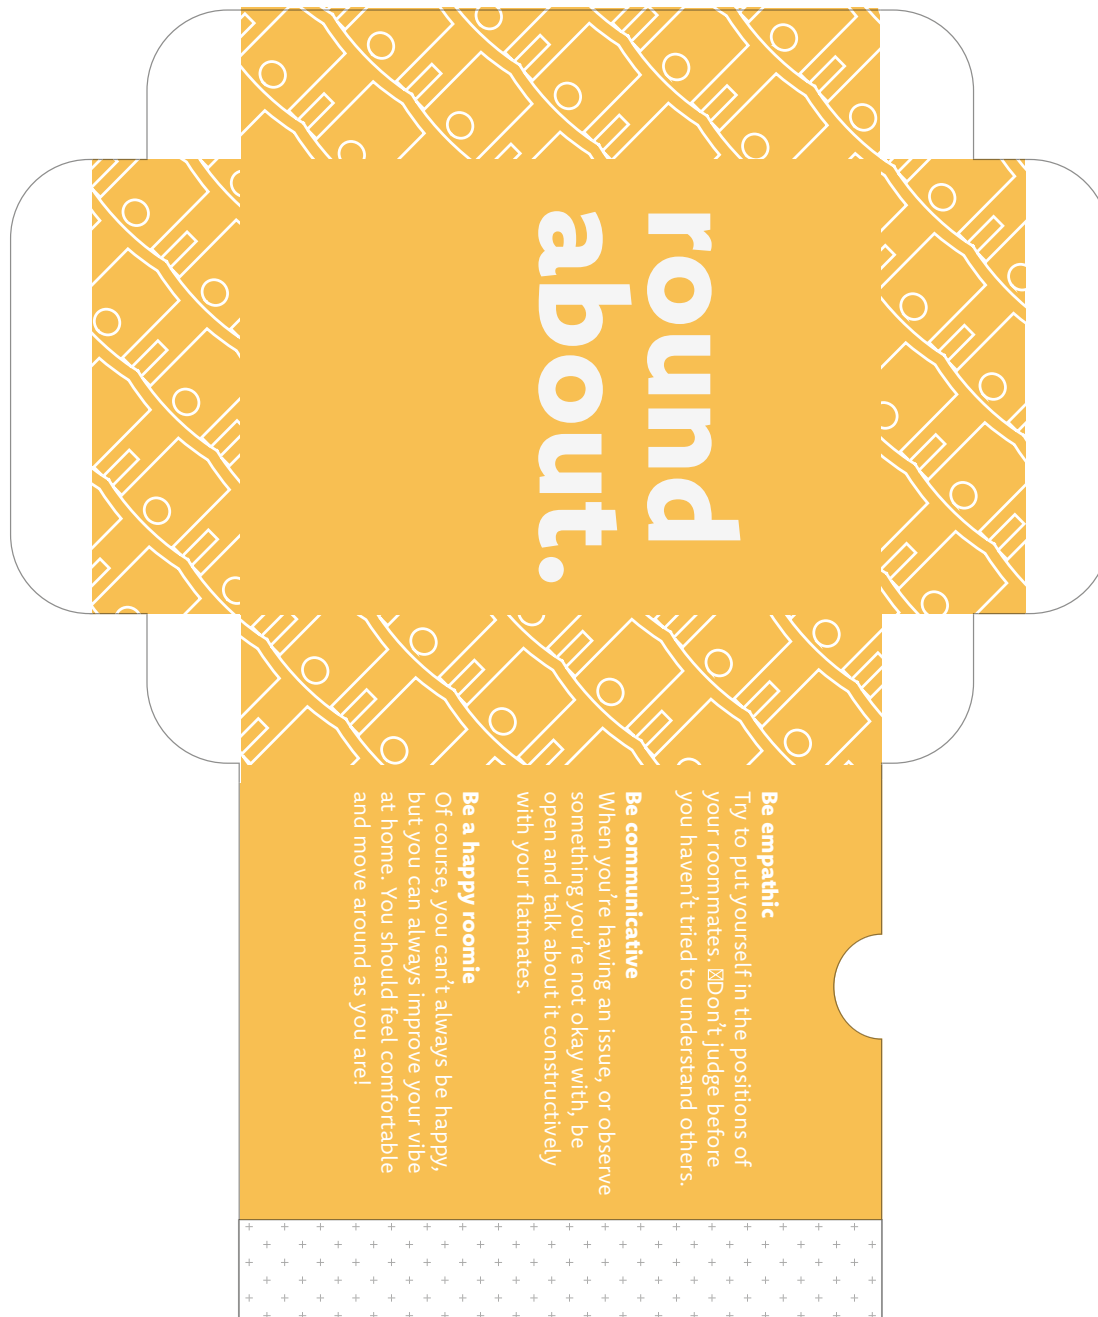 round
about.
Be empathic
Try to put yourself in the positions of
your roommates. Don’t judge before
you haven’t tried to understand others.
Be communicative
When you’re having an issue, or observe
something you’re not okay with, be
open and talk about it constructively
with your flatmates.
Be a happy roomie
Of course, you can’t always be happy,
but you can always improve your vibe
at home. You should feel comfortable
and move around as you are!